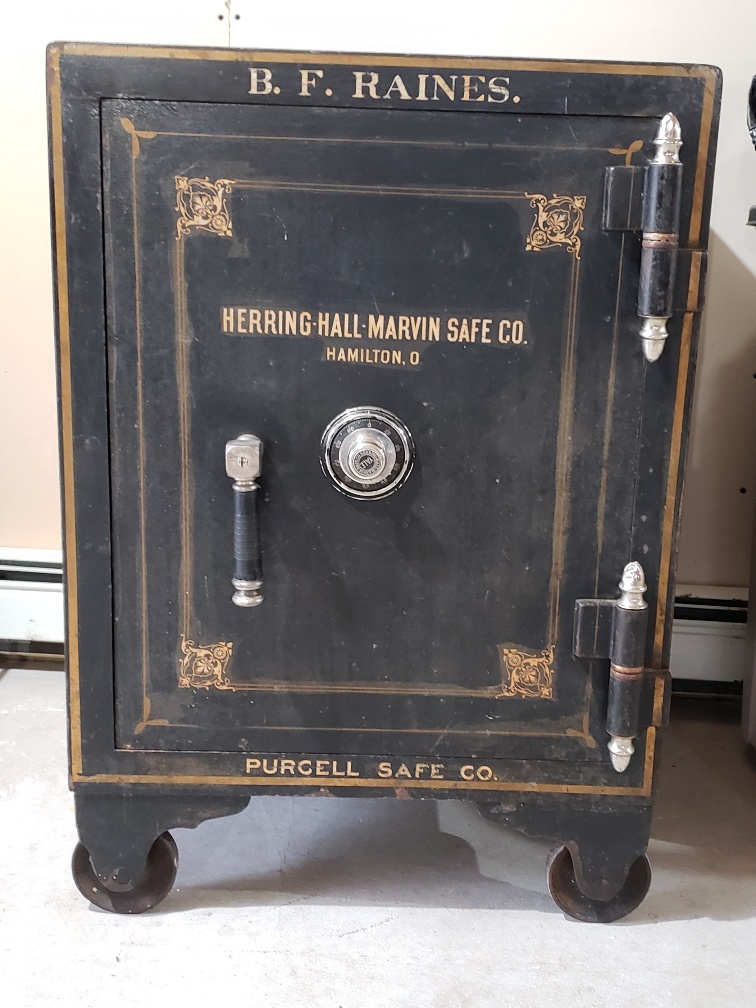 B. F. RAINES.
HERRING-HALL-MARVIN SAFE CO.
HAMILTON, O
PURCELL SAFE CO.